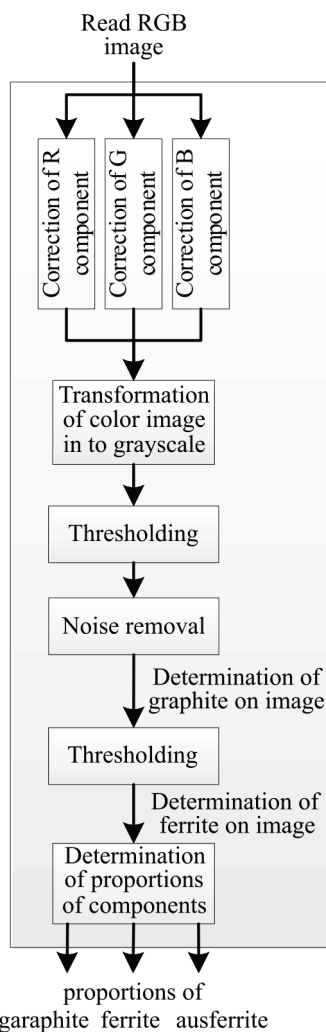 Read RGB
image
Correction of R
component
Correction of G
component
Correction of B
component
Transformation
of color image
in to grayscale
Thresholding
Noise removal
Determination of
graphite on image
Thresholding
Determination of
ferrite on image
Determination
of proportions
of components
proportions of
garaphite ferrite ausferrite